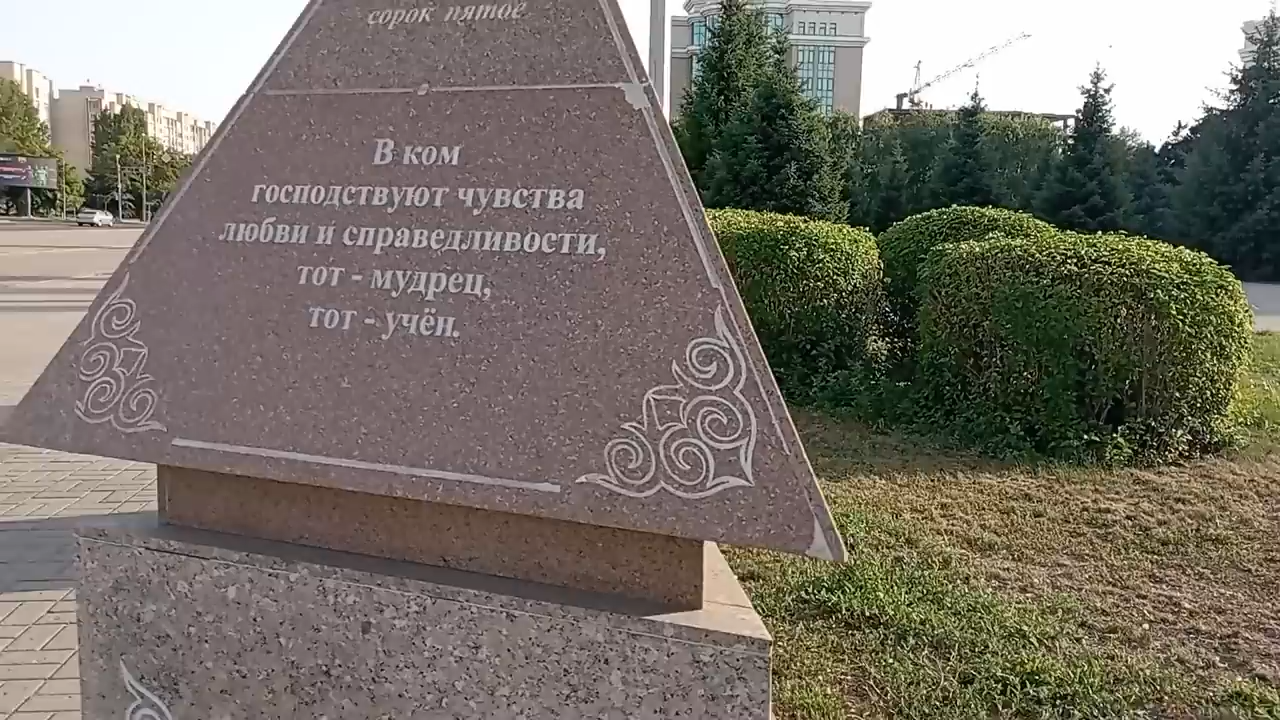 сорок пятое
В ком
господствуют чувства
любви и справедливости,
тот - мудрец,
тот - учён.